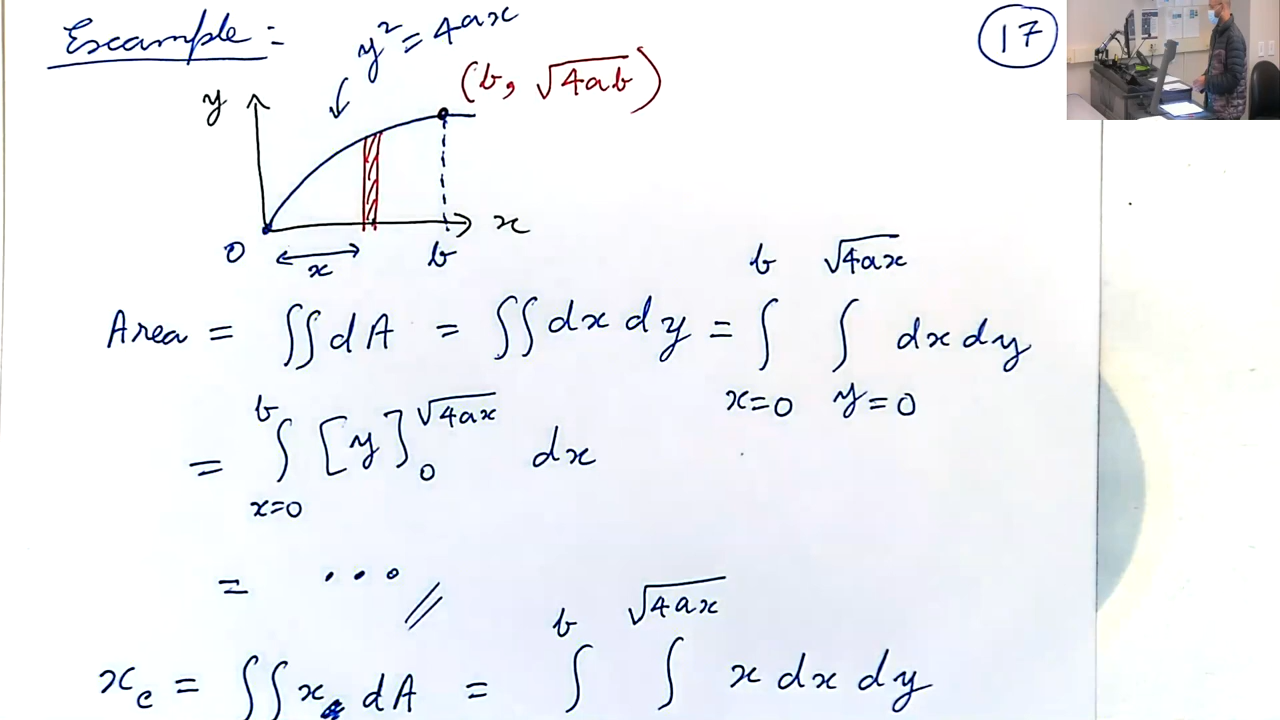 Example:
17
y² = 4ax
(b, √4ab)
y
x
0
x
b
Area = ∫∫ dA = ∫∫ dx dy = ∫_{x=0}^{b} ∫_{y=0}^{√4ax} dx dy
= ∫_{x=0}^{b} [y]_{0}^{√4ax} dx
= ... //
x_c = ∫∫ x dA = ∫^{b} ∫^{√4ax} x dx dy